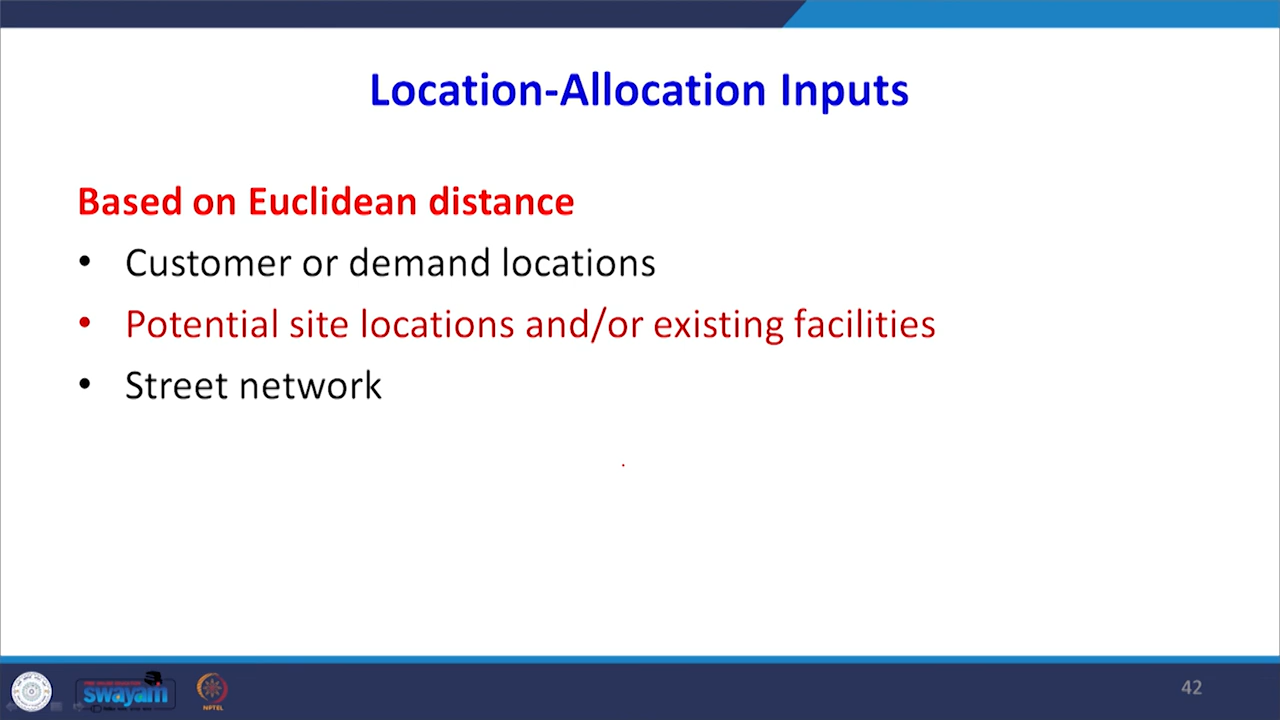 Location-Allocation Inputs
Based on Euclidean distance
• Customer or demand locations
• Potential site locations and/or existing facilities
• Street network
swayam
NPTEL
42